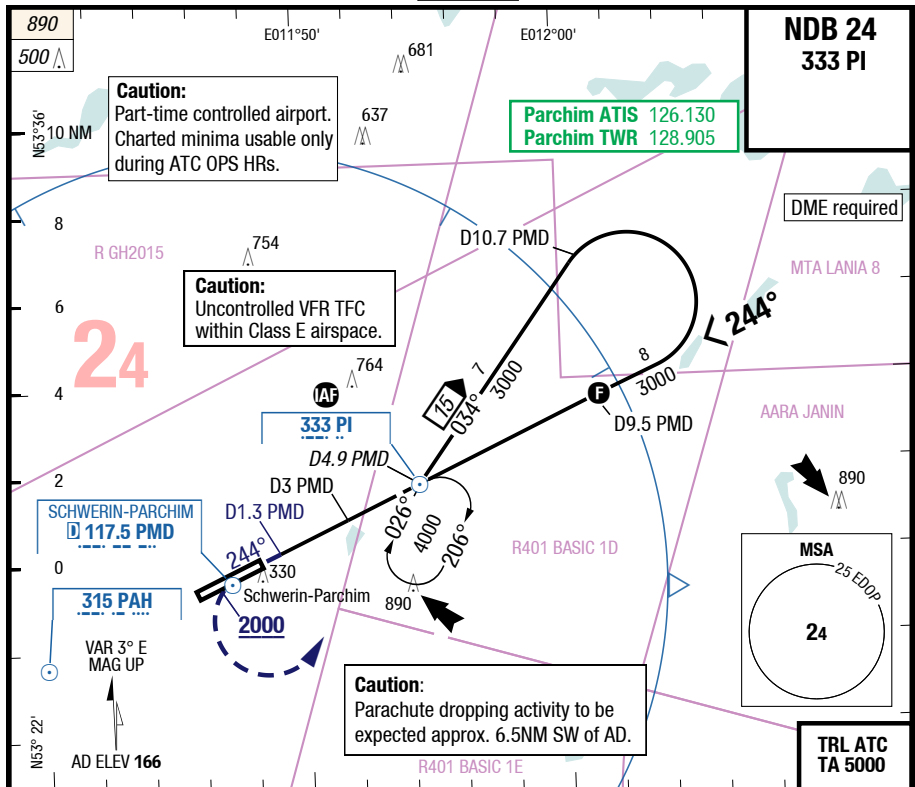 890
500
E011°50'
E012°00'
NDB 24
333 PI
681
637
Caution:
Part-time controlled airport.
Charted minima usable only
during ATC OPS HRs.
Parchim ATIS 126.130
Parchim TWR 128.905
N53°36'
10 NM
DME required
8
D10.7 PMD
R GH2015
754
MTA LANIA 8
Caution:
Uncontrolled VFR TFC
within Class E airspace.
6
244°
24
8
3000
7
3000
15
034°
764
4
IAF
F
D9.5 PMD
AARA JANIN
333 PI
D4.9 PMD
2
D3 PMD
890
SCHWERIN-PARCHIM
D 117.5 PMD
D1.3 PMD
026°
4000
206°
R401 BASIC 1D
MSA
25 EDOP
24
244°
0
330
Schwerin-Parchim
890
315 PAH
2000
VAR 3° E
MAG UP
Caution:
Parachute dropping activity to be
expected approx. 6.5NM SW of AD.
N53° 22'
AD ELEV 166
R401 BASIC 1E
TRL ATC
TA 5000